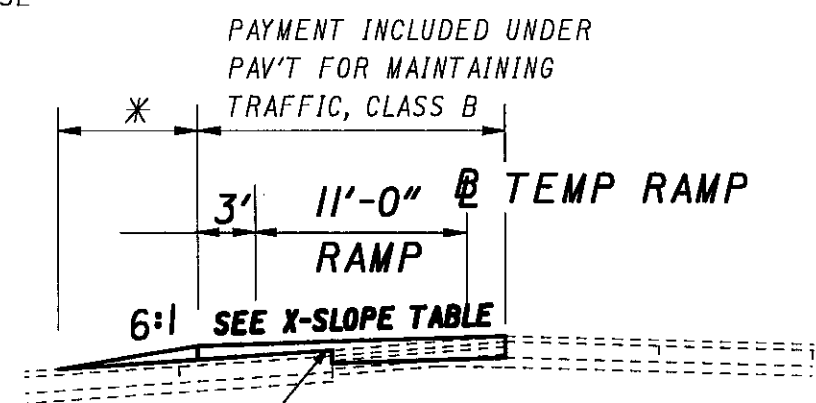 PAYMENT INCLUDED UNDER
PAV'T FOR MAINTAINING
* TRAFFIC, CLASS B
3' 11'-0" ⅊ TEMP RAMP
RAMP
6:1 SEE X-SLOPE TABLE